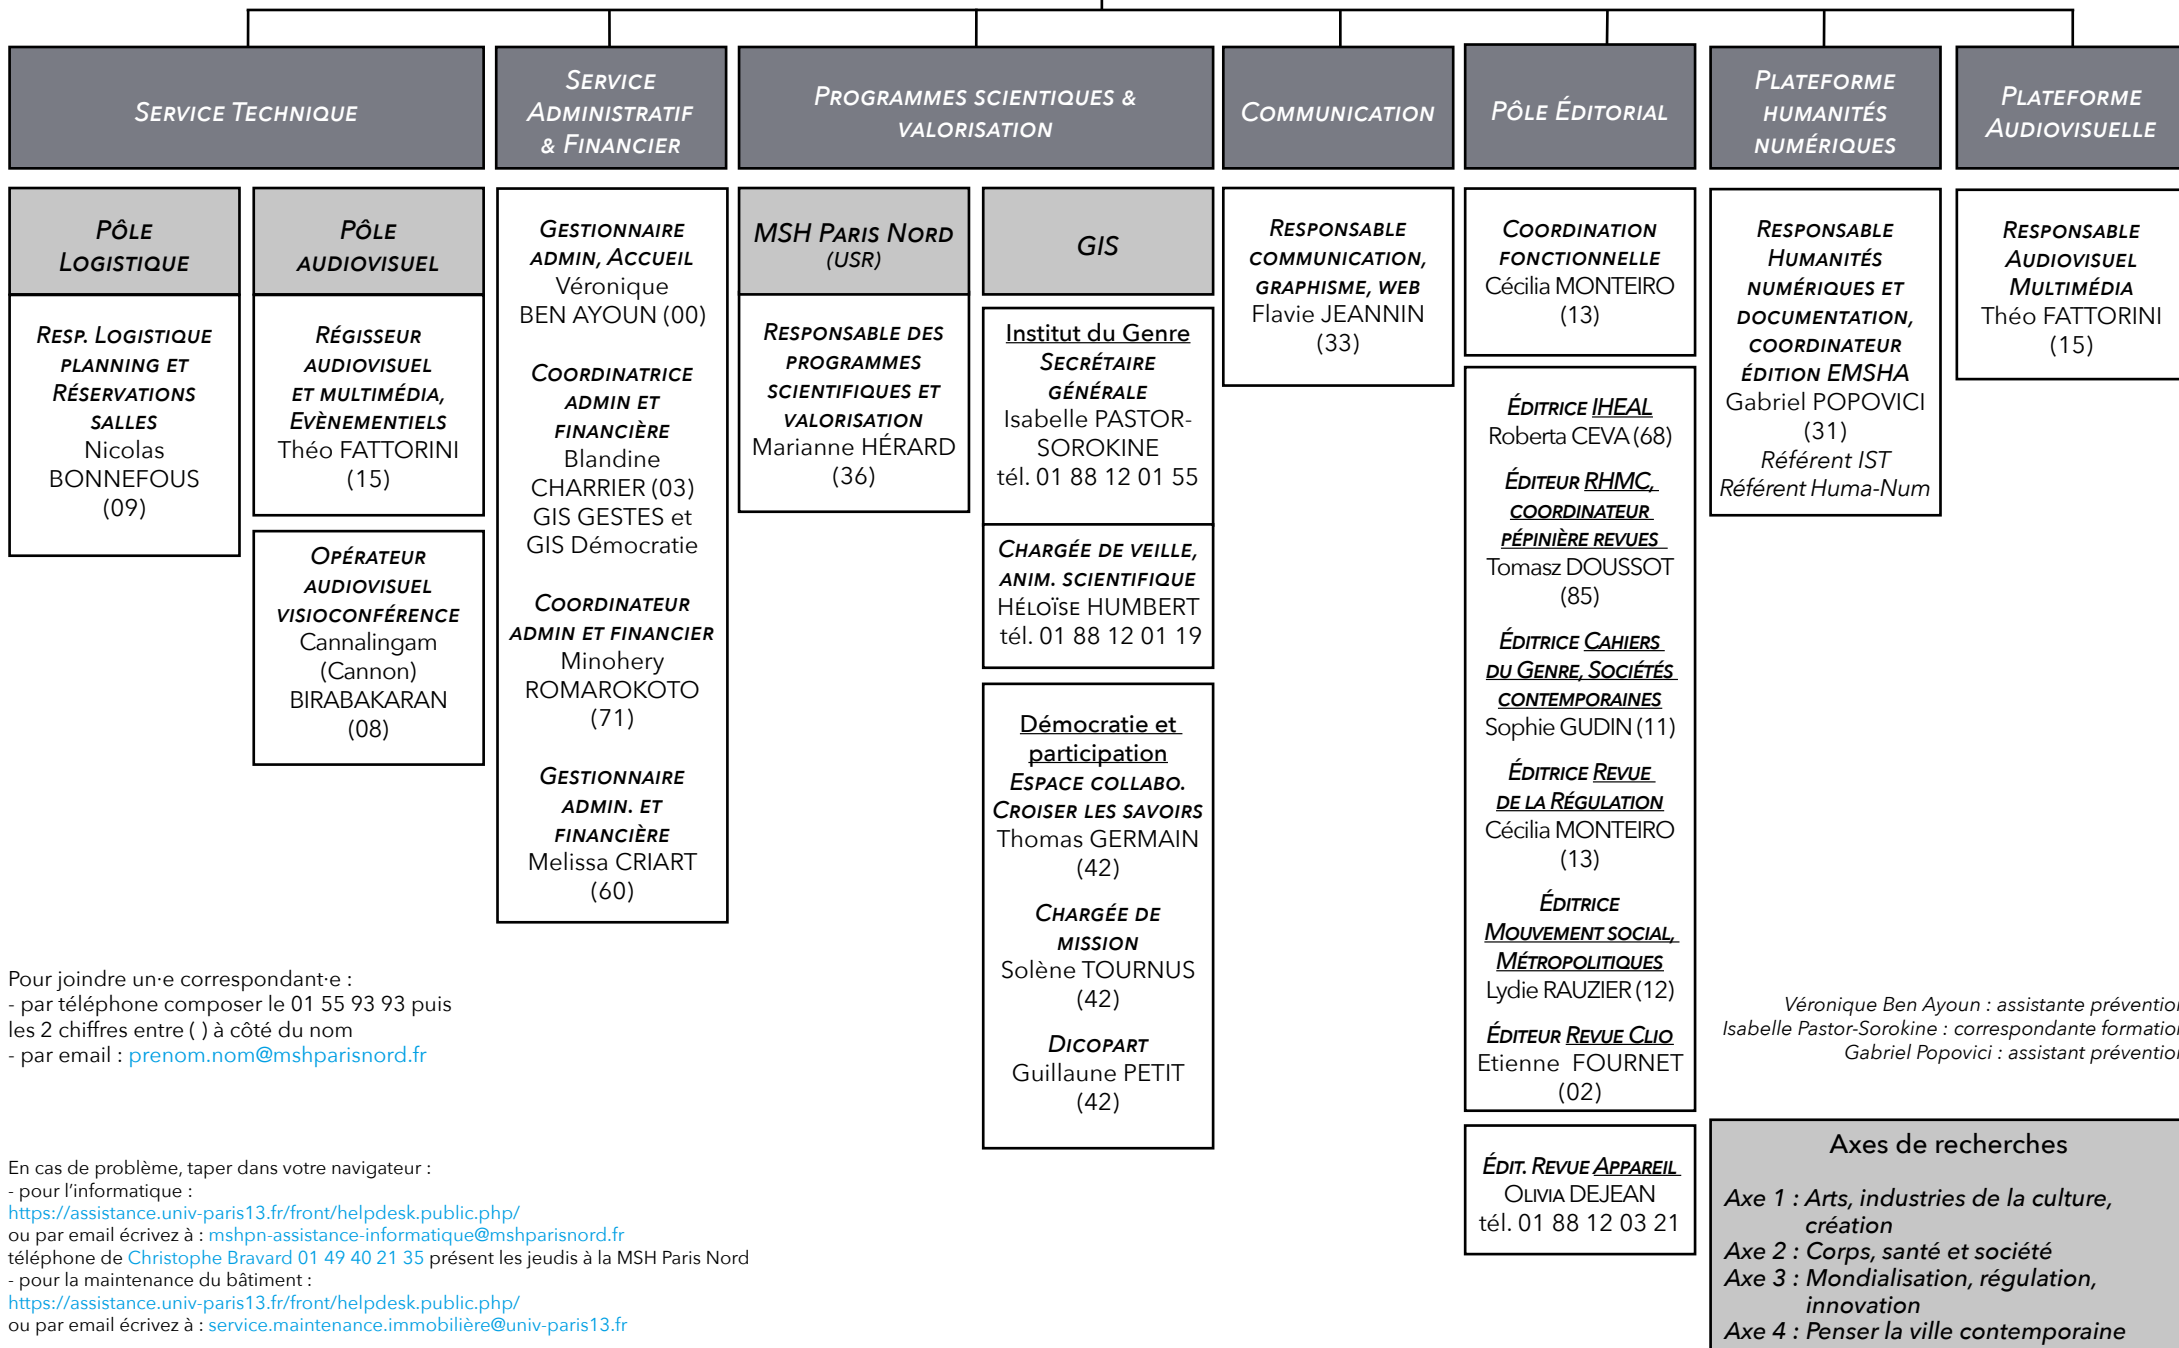 Service Technique
Service
Administratif
& Financier
Programmes scientiques &
valorisation
Communication
Pôle Éditorial
Plateforme
humanités
numériques
Plateforme
Audiovisuelle
Pôle
Logistique
Resp. Logistique
planning et
Réservations
salles
Nicolas
BONNEFOUS
(09)
Pôle
audiovisuel
Régisseur
audiovisuel
et multimédia,
Evènementiels
Théo FATTORINI
(15)
Opérateur
audiovisuel
visioconférence
Cannalingam
(Cannon)
BIRABAKARAN
(08)
Gestionnaire
admin, Accueil
Véronique
BEN AYOUN (00)
Coordinatrice
admin et
financière
Blandine
CHARRIER (03)
GIS GESTES et
GIS Démocratie
Coordinateur
admin et financier
Minohery
ROMAROKOTO
(71)
Gestionnaire
admin. et
financière
Melissa CRIART
(60)
MSH Paris Nord
(USR)
Responsable des
programmes
scientifiques et
valorisation
Marianne HÉRARD
(36)
GIS
Institut du Genre
Secrétaire
générale
Isabelle PASTOR-
SOROKINE
tél. 01 88 12 01 55
Chargée de veille,
anim. scientifique
Héloïse HUMBERT
tél. 01 88 12 01 19
Démocratie et
participation
Espace collabo.
Croiser les savoirs
Thomas GERMAIN
(42)
Chargée de
mission
Solène TOURNUS
(42)
Dicopart
Guillaune PETIT
(42)
Responsable
communication,
graphisme, web
Flavie JEANNIN
(33)
Coordination
fonctionnelle
Cécilia MONTEIRO
(13)
Éditrice IHEAL
Roberta CEVA (68)
Éditeur RHMC,
coordinateur
pépinière revues
Tomasz DOUSSOT
(85)
Éditrice Cahiers
du Genre, Sociétés
contemporaines
Sophie GUDIN (11)
Éditrice Revue
de la Régulation
Cécilia MONTEIRO
(13)
Éditrice
Mouvement social,
Métropolitiques
Lydie RAUZIER (12)
Éditeur Revue Clio
Etienne FOURNET
(02)
Édit. Revue Appareil
Olivia DEJEAN
tél. 01 88 12 03 21
Responsable
Humanités
numériques et
documentation,
coordinateur
édition EMSHA
Gabriel POPOVICI
(31)
Référent IST
Référent Huma-Num
Responsable
Audiovisuel
Multimédia
Théo FATTORINI
(15)
Pour joindre un·e correspondant·e :
- par téléphone composer le 01 55 93 93 puis
les 2 chiffres entre ( ) à côté du nom
- par email : prenom.nom@mshparisnord.fr
Véronique Ben Ayoun : assistante prévention
Isabelle Pastor-Sorokine : correspondante formation
Gabriel Popovici : assistant prévention
En cas de problème, taper dans votre navigateur :
- pour l'informatique :
https://assistance.univ-paris13.fr/front/helpdesk.public.php/
ou par email écrivez à : mshpn-assistance-informatique@mshparisnord.fr
téléphone de Christophe Bravard 01 49 40 21 35 présent les jeudis à la MSH Paris Nord
- pour la maintenance du bâtiment :
https://assistance.univ-paris13.fr/front/helpdesk.public.php/
ou par email écrivez à : service.maintenance.immobilière@univ-paris13.fr
Axes de recherches
Axe 1 : Arts, industries de la culture,
création
Axe 2 : Corps, santé et société
Axe 3 : Mondialisation, régulation,
innovation
Axe 4 : Penser la ville contemporaine